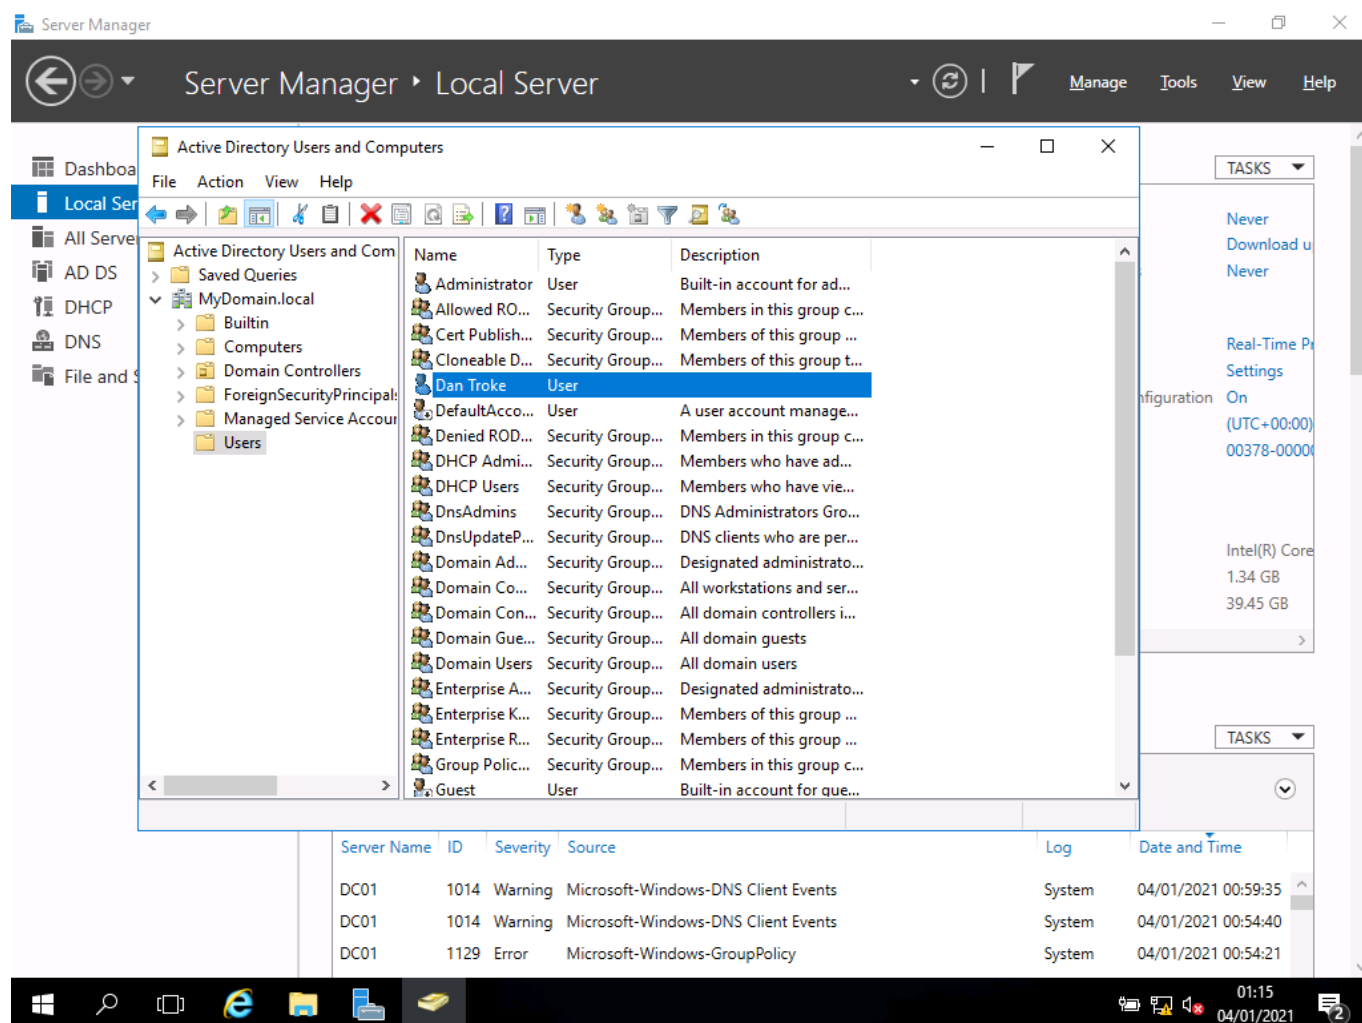 Server Manager
Server Manager ‣ Local Server
Manage Tools View Help
Dashboa
Local Ser
All Serve
AD DS
DHCP
DNS
File and S
Active Directory Users and Computers
File Action View Help
Active Directory Users and Com
Saved Queries
MyDomain.local
Builtin
Computers
Domain Controllers
ForeignSecurityPrincipals
Managed Service Accour
Users
Name Type Description
Administrator User Built-in account for ad...
Allowed RO... Security Group... Members in this group c...
Cert Publish... Security Group... Members of this group ...
Cloneable D... Security Group... Members of this group t...
Dan Troke User
DefaultAcco... User A user account manage...
Denied ROD... Security Group... Members in this group c...
DHCP Admi... Security Group... Members who have ad...
DHCP Users Security Group... Members who have vie...
DnsAdmins Security Group... DNS Administrators Gro...
DnsUpdateP... Security Group... DNS clients who are per...
Domain Ad... Security Group... Designated administrato...
Domain Co... Security Group... All workstations and ser...
Domain Con... Security Group... All domain controllers i...
Domain Gue... Security Group... All domain guests
Domain Users Security Group... All domain users
Enterprise A... Security Group... Designated administrato...
Enterprise K... Security Group... Members of this group ...
Enterprise R... Security Group... Members of this group ...
Group Polic... Security Group... Members in this group c...
Guest User Built-in account for gue...
TASKS
Never
Download u
Never
Real-Time Pr
Settings
nfiguration On
(UTC+00:00)
00378-00000
Intel(R) Core
1.34 GB
39.45 GB
TASKS
Server Name ID Severity Source Log Date and Time
DC01 1014 Warning Microsoft-Windows-DNS Client Events System 04/01/2021 00:59:35
DC01 1014 Warning Microsoft-Windows-DNS Client Events System 04/01/2021 00:54:40
DC01 1129 Error Microsoft-Windows-GroupPolicy System 04/01/2021 00:54:21
01:15
04/01/2021
2